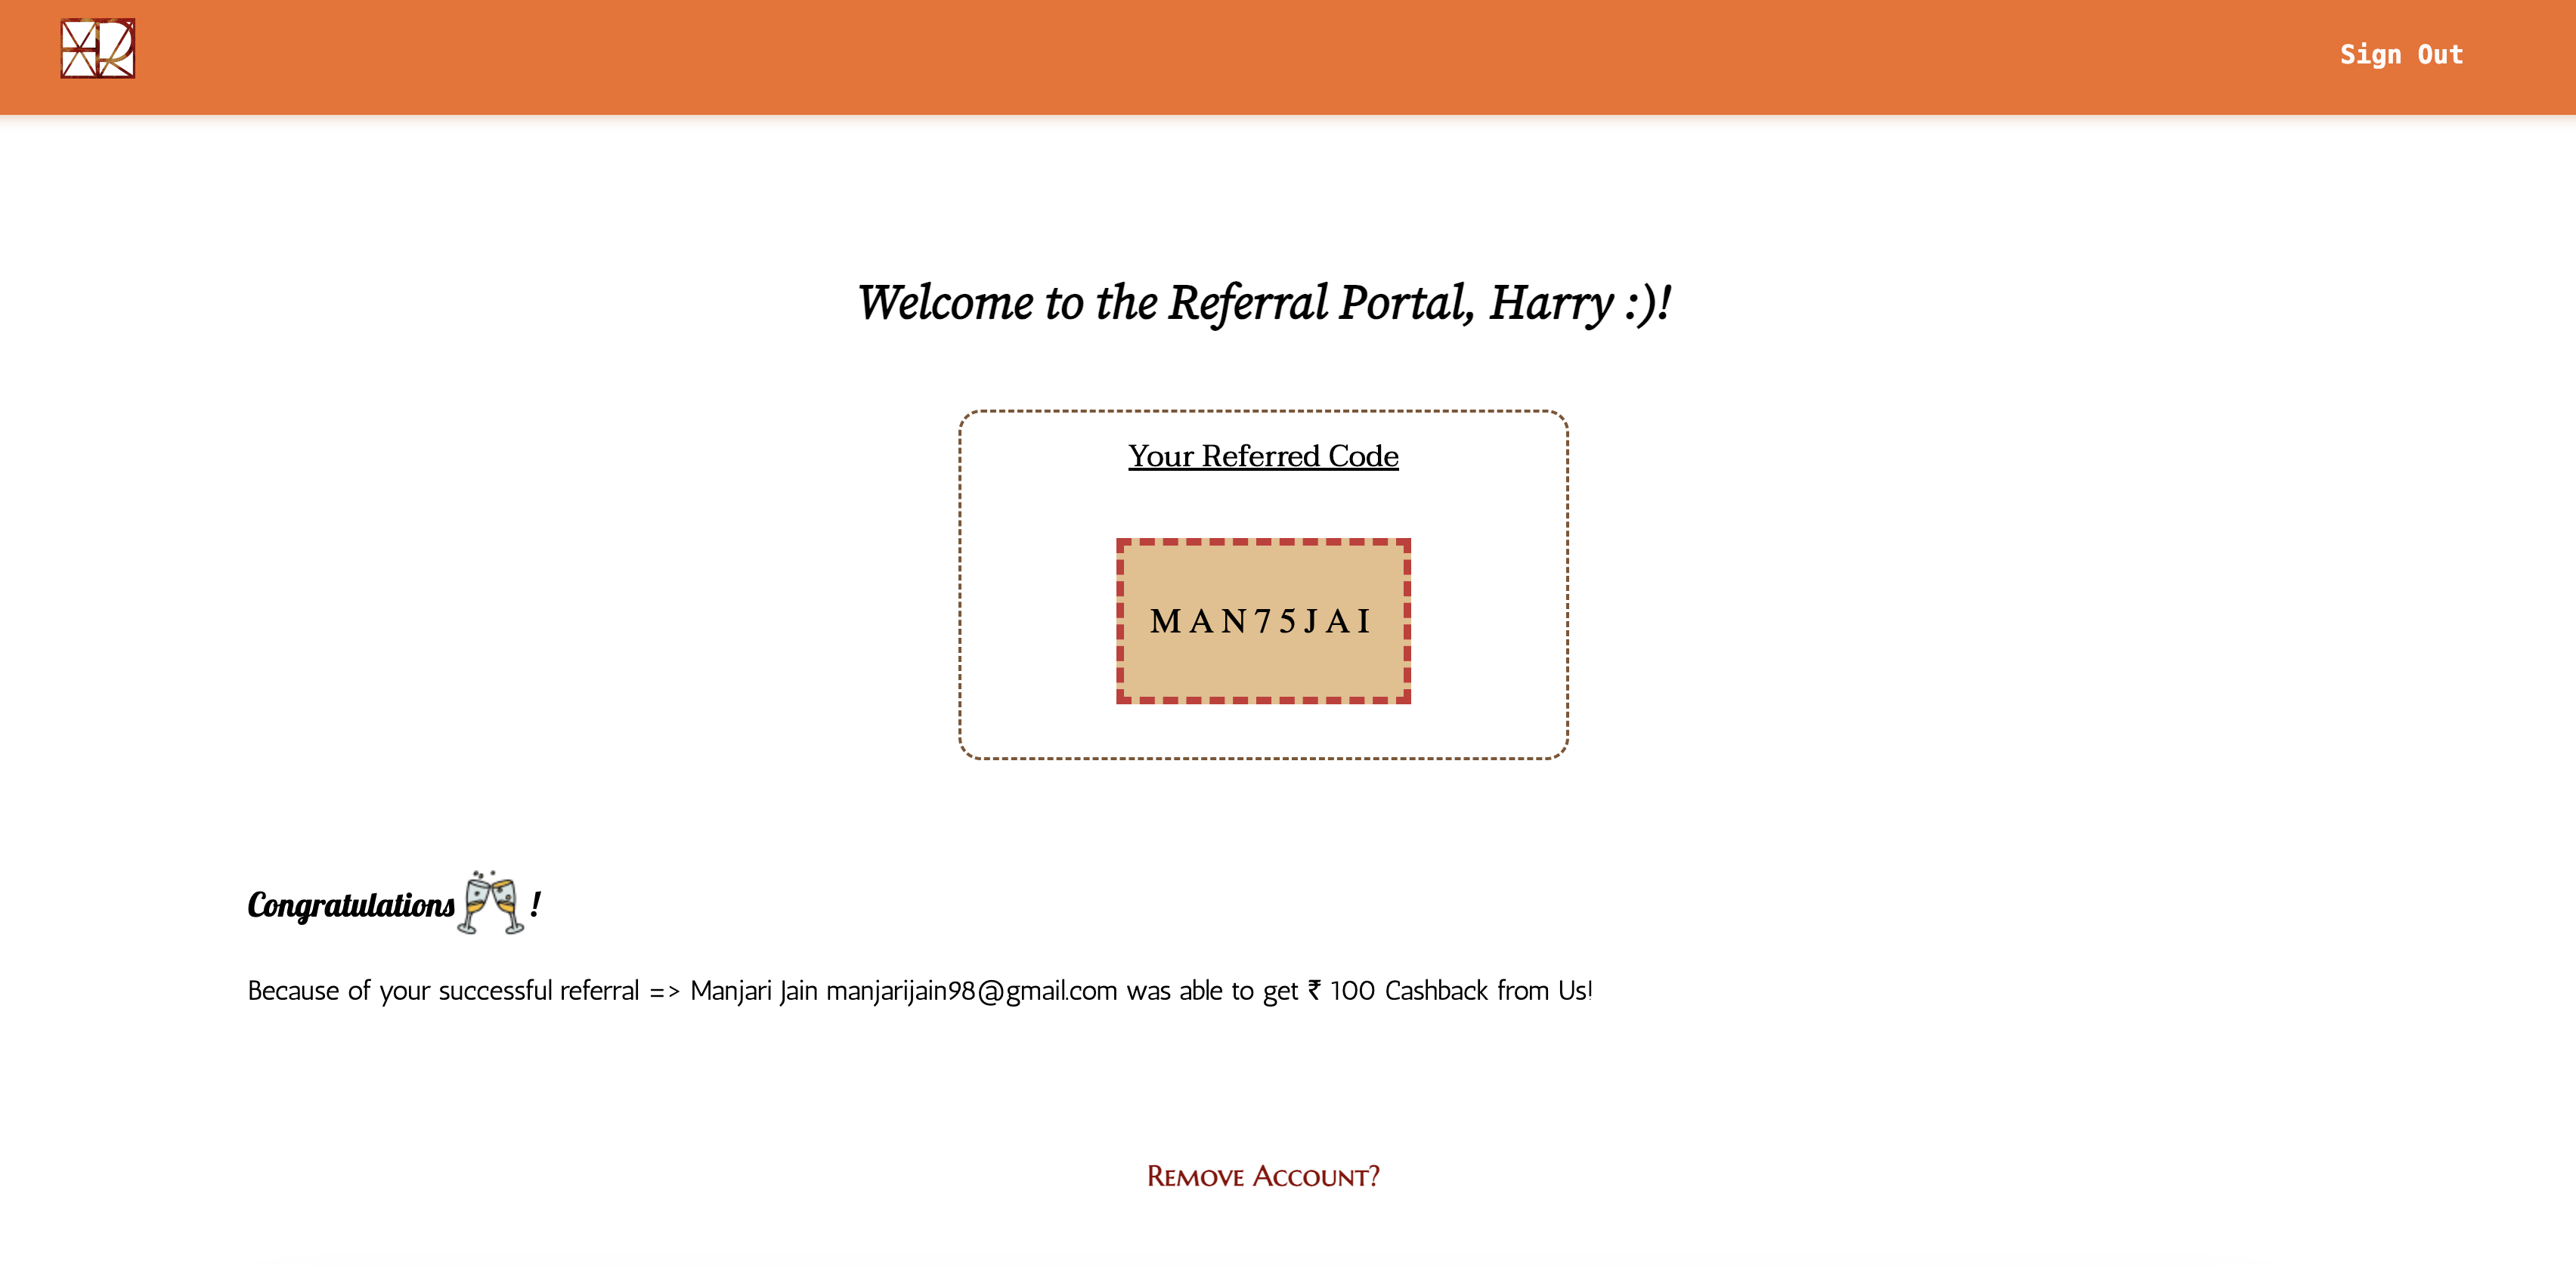 Sign Out
Welcome to the Referral Portal, Harry :)!
Your Referred Code
MAN75JAI
Congratulations !
Because of your successful referral => Manjari Jain manjarijain98@gmail.com was able to get ₹ 100 Cashback from Us!
Remove Account?